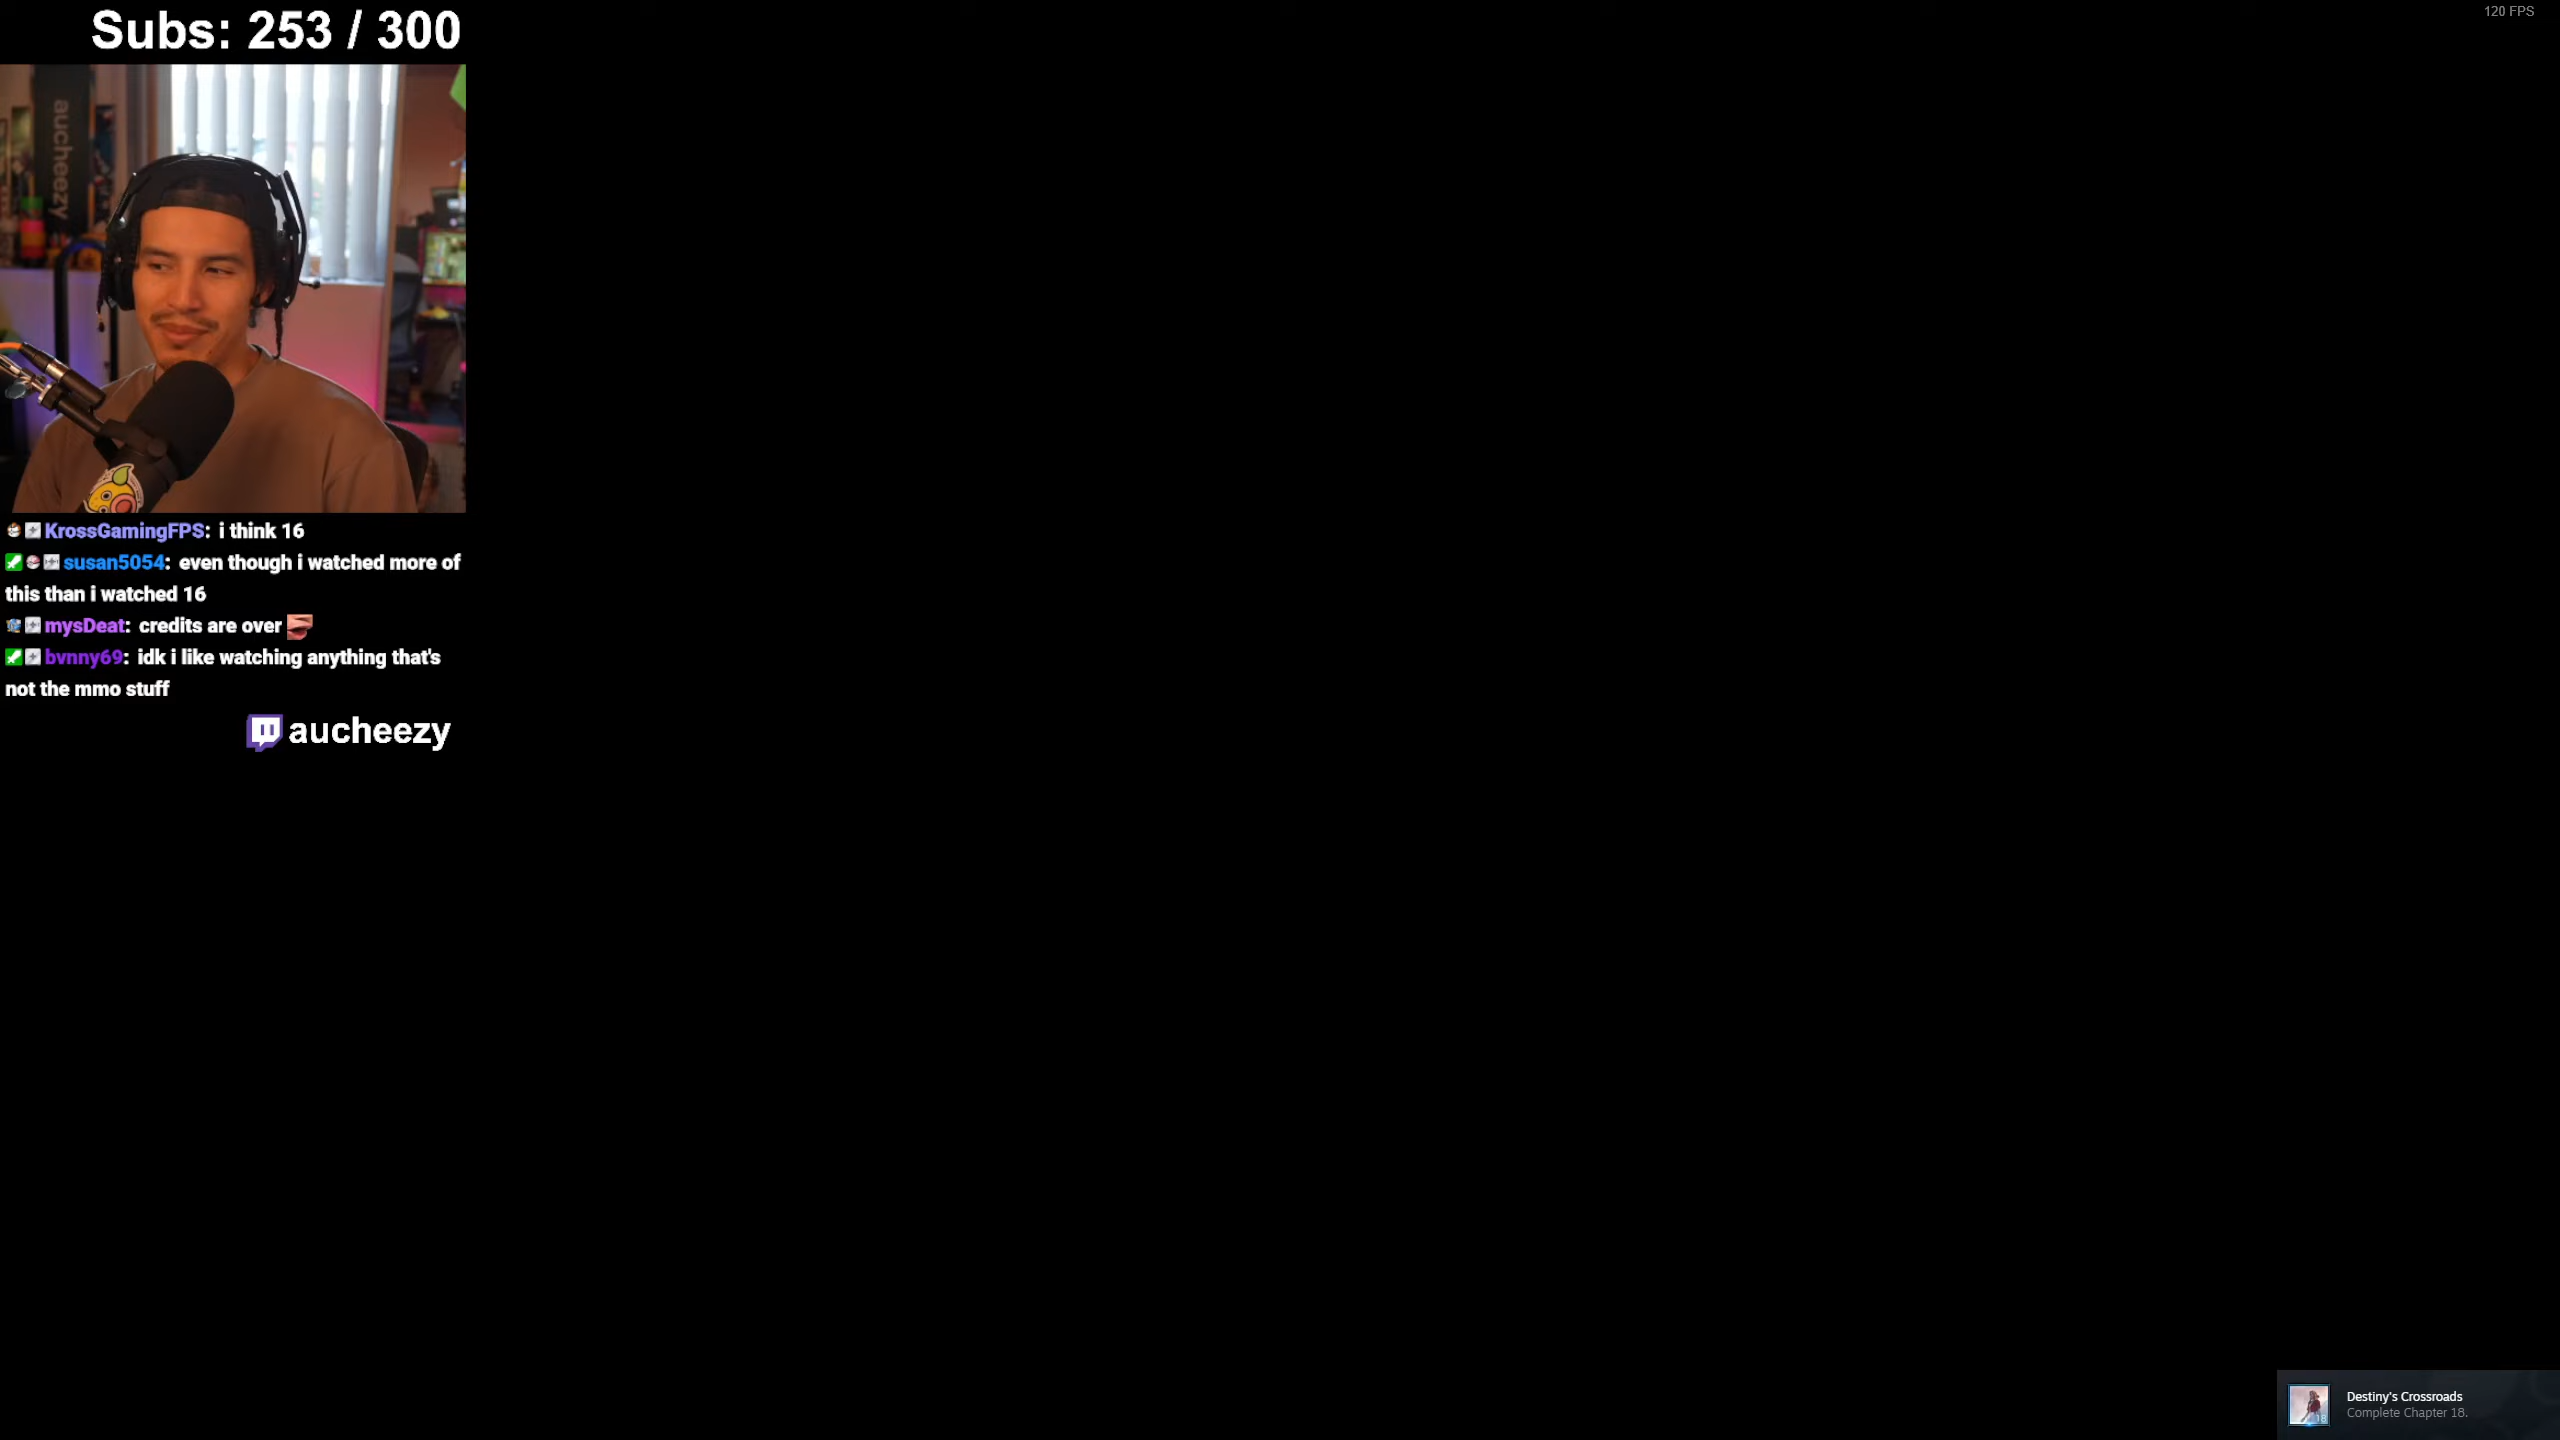 Subs: 253 / 300
120 FPS
aucheezy
KrossGamingFPS: i think 16
susan5054: even though i watched more of
this than i watched 16
mysDeat: credits are over
bvnny69: idk i like watching anything that's
not the mmo stuff
aucheezy
Destiny's Crossroads
Complete Chapter 18.
18